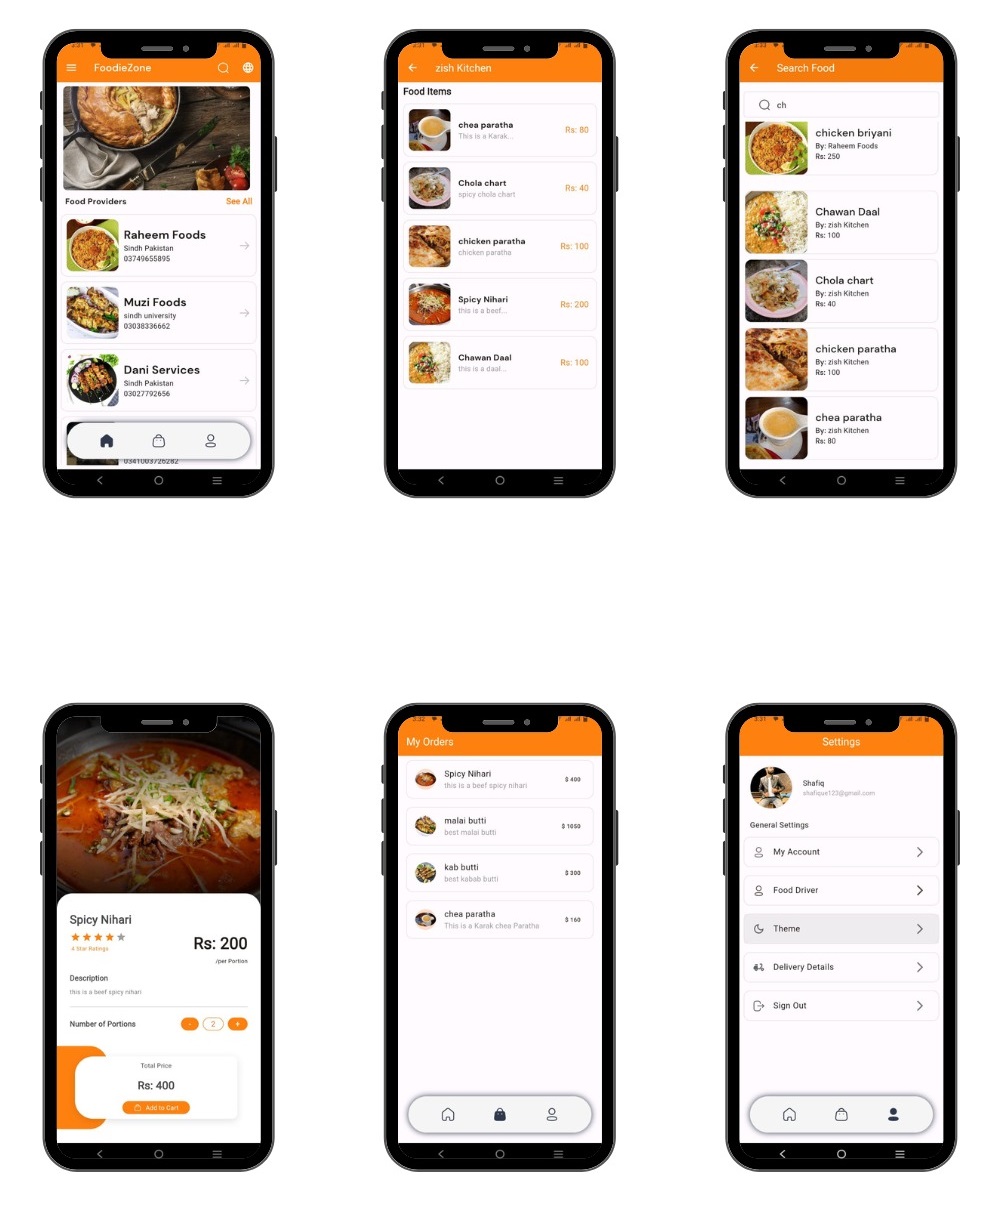 FoodieZone
Food Providers
See All
Raheem Foods
Sindh Pakistan
03749655895
Muzi Foods
sindh university
03038336662
Dani Services
Sindh Pakistan
03027792656
zish Kitchen
Food Items
chea paratha
This is a Karak...
Rs: 80
Chola chart
spicy chola chart
Rs: 40
chicken paratha
chicken paratha
Rs: 100
Spicy Nihari
this is a beef...
Rs: 200
Chawan Daal
this is a daal...
Rs: 100
Search Food
ch
chicken briyani
By: Raheem Foods
Rs: 250
Chawan Daal
By: zish Kitchen
Rs: 100
Chola chart
By: zish Kitchen
Rs: 40
chicken paratha
By: zish Kitchen
Rs: 100
chea paratha
By: zish Kitchen
Rs: 80
Spicy Nihari
4 Star Ratings
Rs: 200
/per Portion
Description
this is a beef spicy nihari
Number of Portions
- 2 +
Total Price
Rs: 400
Add to Cart
My Orders
Spicy Nihari
this is a beef spicy nihari
$ 400
malai butti
best malai butti
$ 1050
kab butti
best kabab butti
$ 300
chea paratha
This is a Karak chea Paratha
$ 160
Settings
Shafiq
shafique123@gmail.com
General Settings
My Account
Food Driver
Theme
Delivery Details
Sign Out